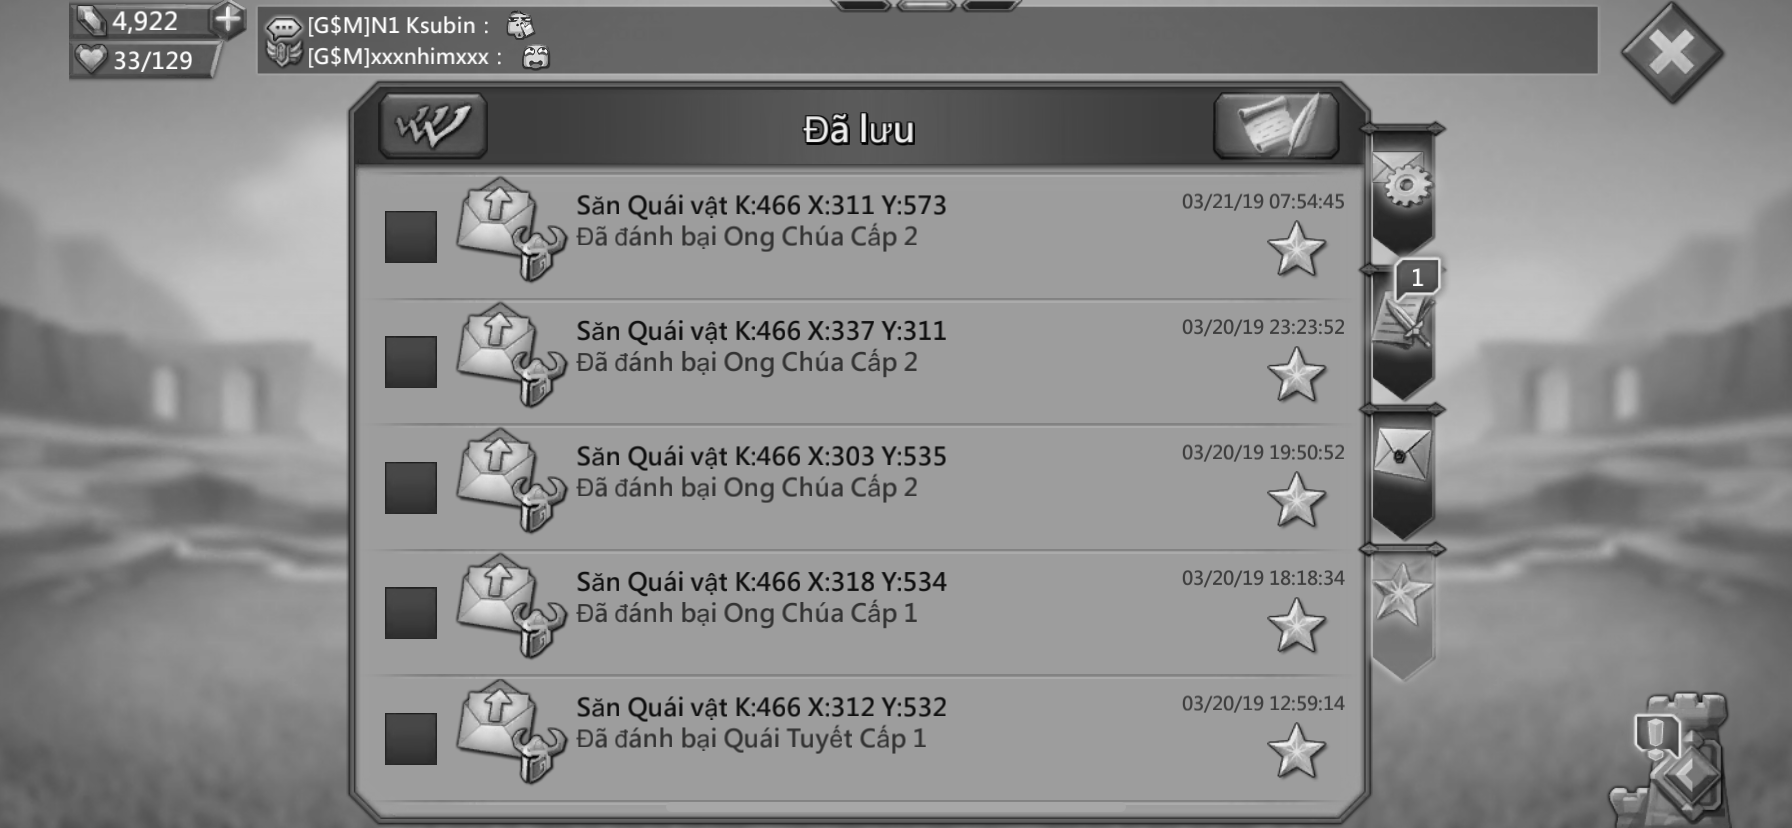 4,922
33/129
[G$M]N1 Ksubin :
[G$M]xxxnhimxxx :
Đã lưu
Săn Quái vật K:466 X:311 Y:573
03/21/19 07:54:45
Đã đánh bại Ong Chúa Cấp 2
1
Săn Quái vật K:466 X:337 Y:311
03/20/19 23:23:52
Đã đánh bại Ong Chúa Cấp 2
Săn Quái vật K:466 X:303 Y:535
03/20/19 19:50:52
Đã đánh bại Ong Chúa Cấp 2
Săn Quái vật K:466 X:318 Y:534
03/20/19 18:18:34
Đã đánh bại Ong Chúa Cấp 1
Săn Quái vật K:466 X:312 Y:532
03/20/19 12:59:14
Đã đánh bại Quái Tuyết Cấp 1